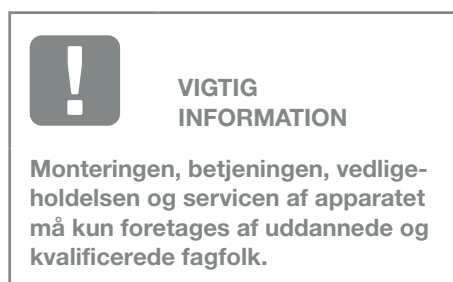 VIGTIG
INFORMATION
Monteringen, betjeningen, vedlige-
holdelsen og servicen af apparatet
må kun foretages af uddannede og
kvalificerede fagfolk.